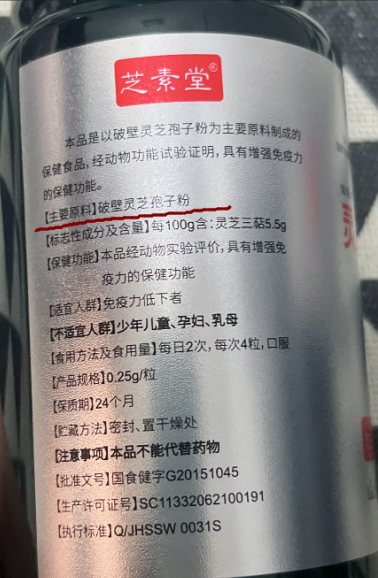 芝素堂®
本品是以破壁灵芝孢子粉为主要原料制成的
保健食品,经动物功能试验证明,具有增强免疫力
的保健功能。
【主要原料】破壁灵芝孢子粉
【标志性成分及含量】每100g含:灵芝三萜5.5g
【保健功能】本品经动物实验评价,具有增强免
疫力的保健功能
【适宜人群】免疫力低下者
【不适宜人群】少年儿童、孕妇、乳母
【食用方法及食用量】每日2次,每次4粒,口服
【产品规格】0.25g/粒
【保质期】24个月
【贮藏方法】密封、置干燥处
【注意事项】本品不能代替药物
【批准文号】国食健字G20151045
【生产许可证号】SC11332062100191
【执行标准】Q/JHSSW 0031S